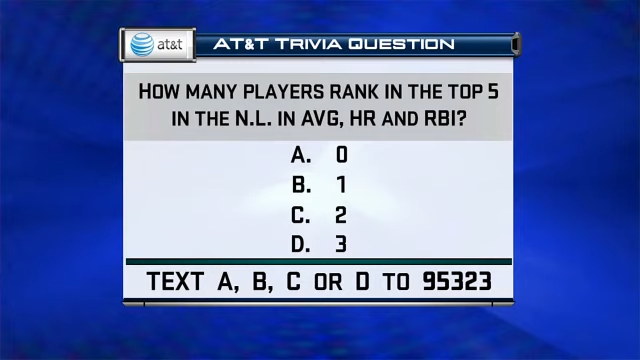 at&t AT&T TRIVIA QUESTION
HOW MANY PLAYERS RANK IN THE TOP 5
IN THE N.L. IN AVG, HR AND RBI?
A. 0
B. 1
C. 2
D. 3
TEXT A, B, C OR D TO 95323